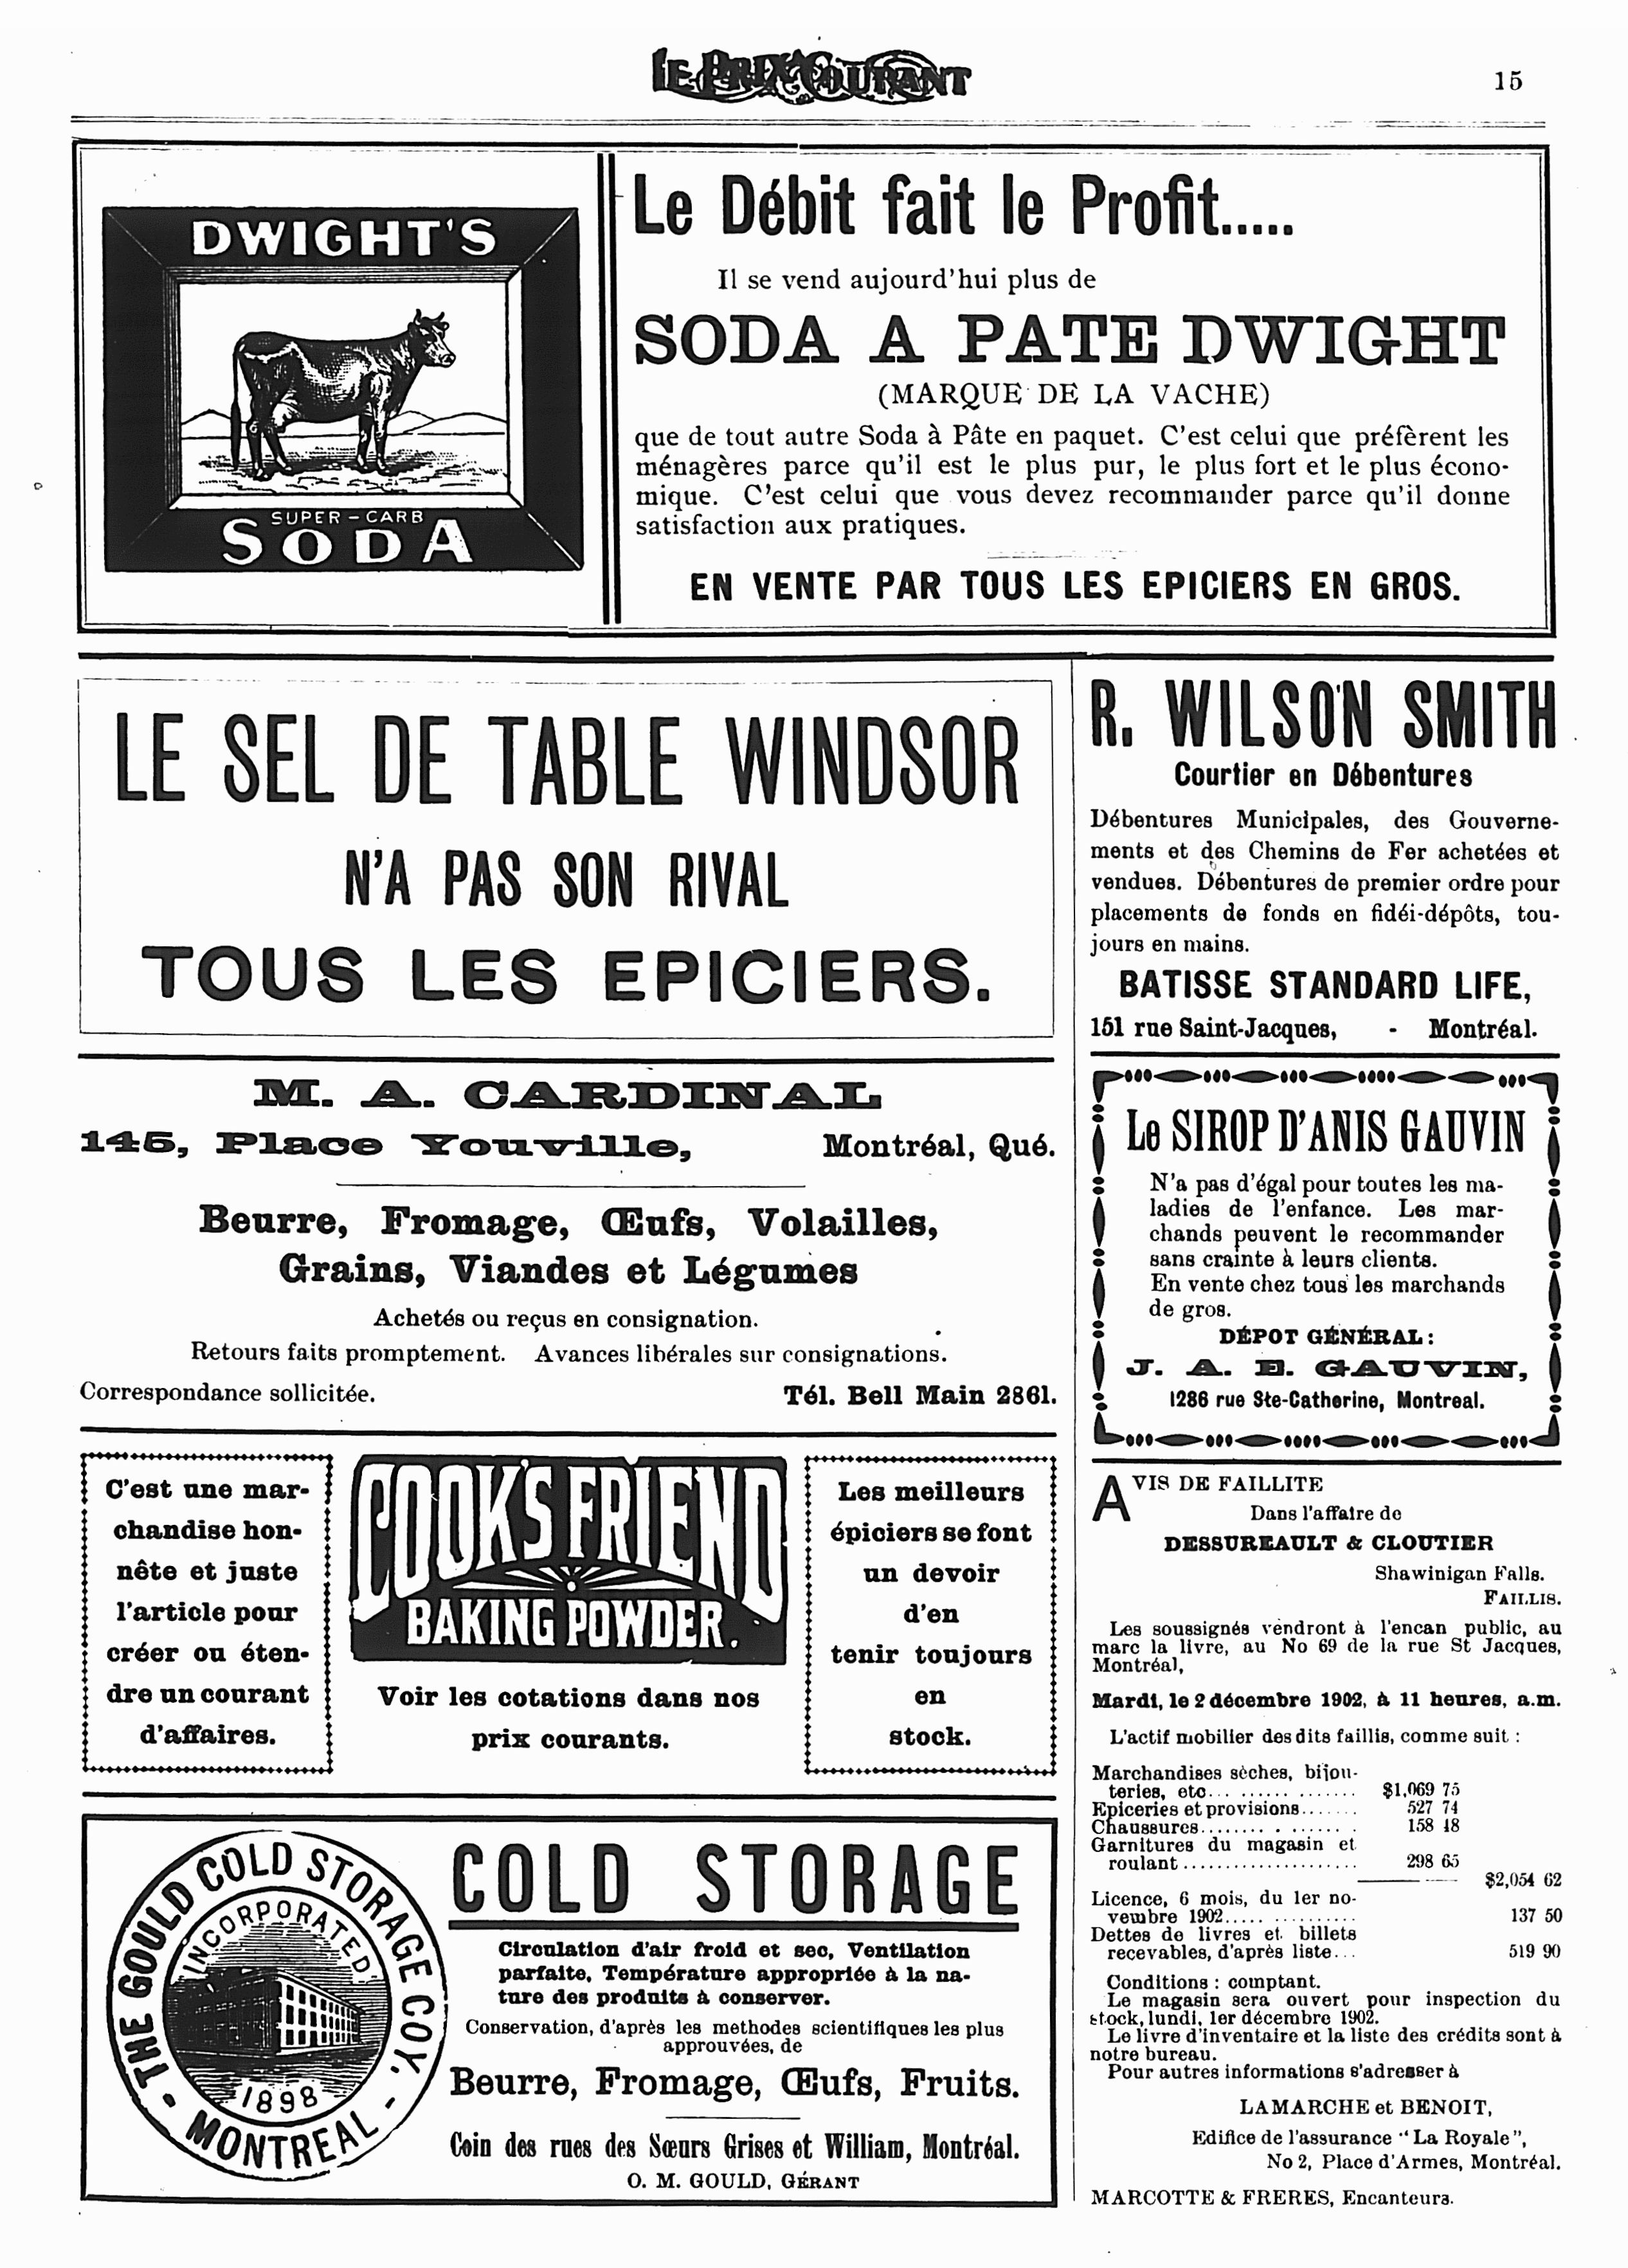 LE PRIX COURANT
15
DWIGHT'S
SUPER-CARB
SODA
Le Débit fait le Profit.....
Il se vend aujourd'hui plus de
SODA A PATE DWIGHT
(MARQUE DE LA VACHE)
que de tout autre Soda à Pâte en paquet. C'est celui que préfèrent les
ménagères parce qu'il est le plus pur, le plus fort et le plus écono-
mique. C'est celui que vous devez recommander parce qu'il donne
satisfaction aux pratiques.
EN VENTE PAR TOUS LES EPICIERS EN GROS.
LE SEL DE TABLE WINDSOR
N'A PAS SON RIVAL
TOUS LES EPICIERS.
M. A. CARDINAL
145, Place Youville, Montréal, Qué.
Beurre, Fromage, Œufs, Volailles,
Grains, Viandes et Légumes
Achetés ou reçus en consignation.
Retours faits promptement. Avances libérales sur consignations.
Correspondance sollicitée. Tél. Bell Main 2861.
C'est une mar-
chandise hon-
nête et juste
l'article pour
créer ou éten-
dre un courant
d'affaires.
COOK'S FRIEND
BAKING POWDER.
Voir les cotations dans nos
prix courants.
Les meilleurs
épiciers se font
un devoir
d'en
tenir toujours
en
stock.
THE GOULD COLD STORAGE COY.
INCORPORATED
1898
- MONTREAL -
COLD STORAGE
Circulation d'air froid et sec, Ventilation
parfaite, Température appropriée à la na-
ture des produits à conserver.
Conservation, d'après les methodes scientifiques les plus
approuvées, de
Beurre, Fromage, Œufs, Fruits.
Coin des rues des Sœurs Grises et William, Montréal.
O. M. GOULD, GÉRANT
R. WILSON SMITH
Courtier en Débentures
Débentures Municipales, des Gouverne-
ments et des Chemins de Fer achetées et
vendues. Débentures de premier ordre pour
placements de fonds en fidéi-dépôts, tou-
jours en mains.
BATISSE STANDARD LIFE,
151 rue Saint-Jacques, - Montréal.
Le SIROP D'ANIS GAUVIN
N'a pas d'égal pour toutes les ma-
ladies de l'enfance. Les mar-
chands peuvent le recommander
sans crainte à leurs clients.
En vente chez tous les marchands
de gros.
DÉPOT GÉNÉRAL:
J. A. E. GAUVIN,
1286 rue Ste-Catherine, Montreal.
AVIS DE FAILLITE
Dans l'affaire de
DESSUREAULT & CLOUTIER
Shawinigan Falls.
FAILLIS.
Les soussignés vendront à l'encan public, au
marc la livre, au No 69 de la rue St Jacques,
Montréal,
Mardi, le 2 décembre 1902, à 11 heures, a.m.
L'actif mobilier des dits faillis, comme suit :
Marchandises sèches, bijou-
teries, etc... ........ ....... $1,069 75
Epiceries et provisions....... 527 74
Chaussures........ . ...... . 158 48
Garnitures du magasin et
roulant ..................... 298 65
$2,054 62
Licence, 6 mois, du 1er no-
vembre 1902..... .......... 137 50
Dettes de livres et billets
recevables, d'après liste... 519 90
Conditions : comptant.
Le magasin sera ouvert pour inspection du
stock, lundi, 1er décembre 1902.
Le livre d'inventaire et la liste des crédits sont à
notre bureau.
Pour autres informations s'adresser à
LAMARCHE et BENOIT,
Edifice de l'assurance "La Royale",
No 2, Place d'Armes, Montréal.
MARCOTTE & FRERES, Encanteurs.